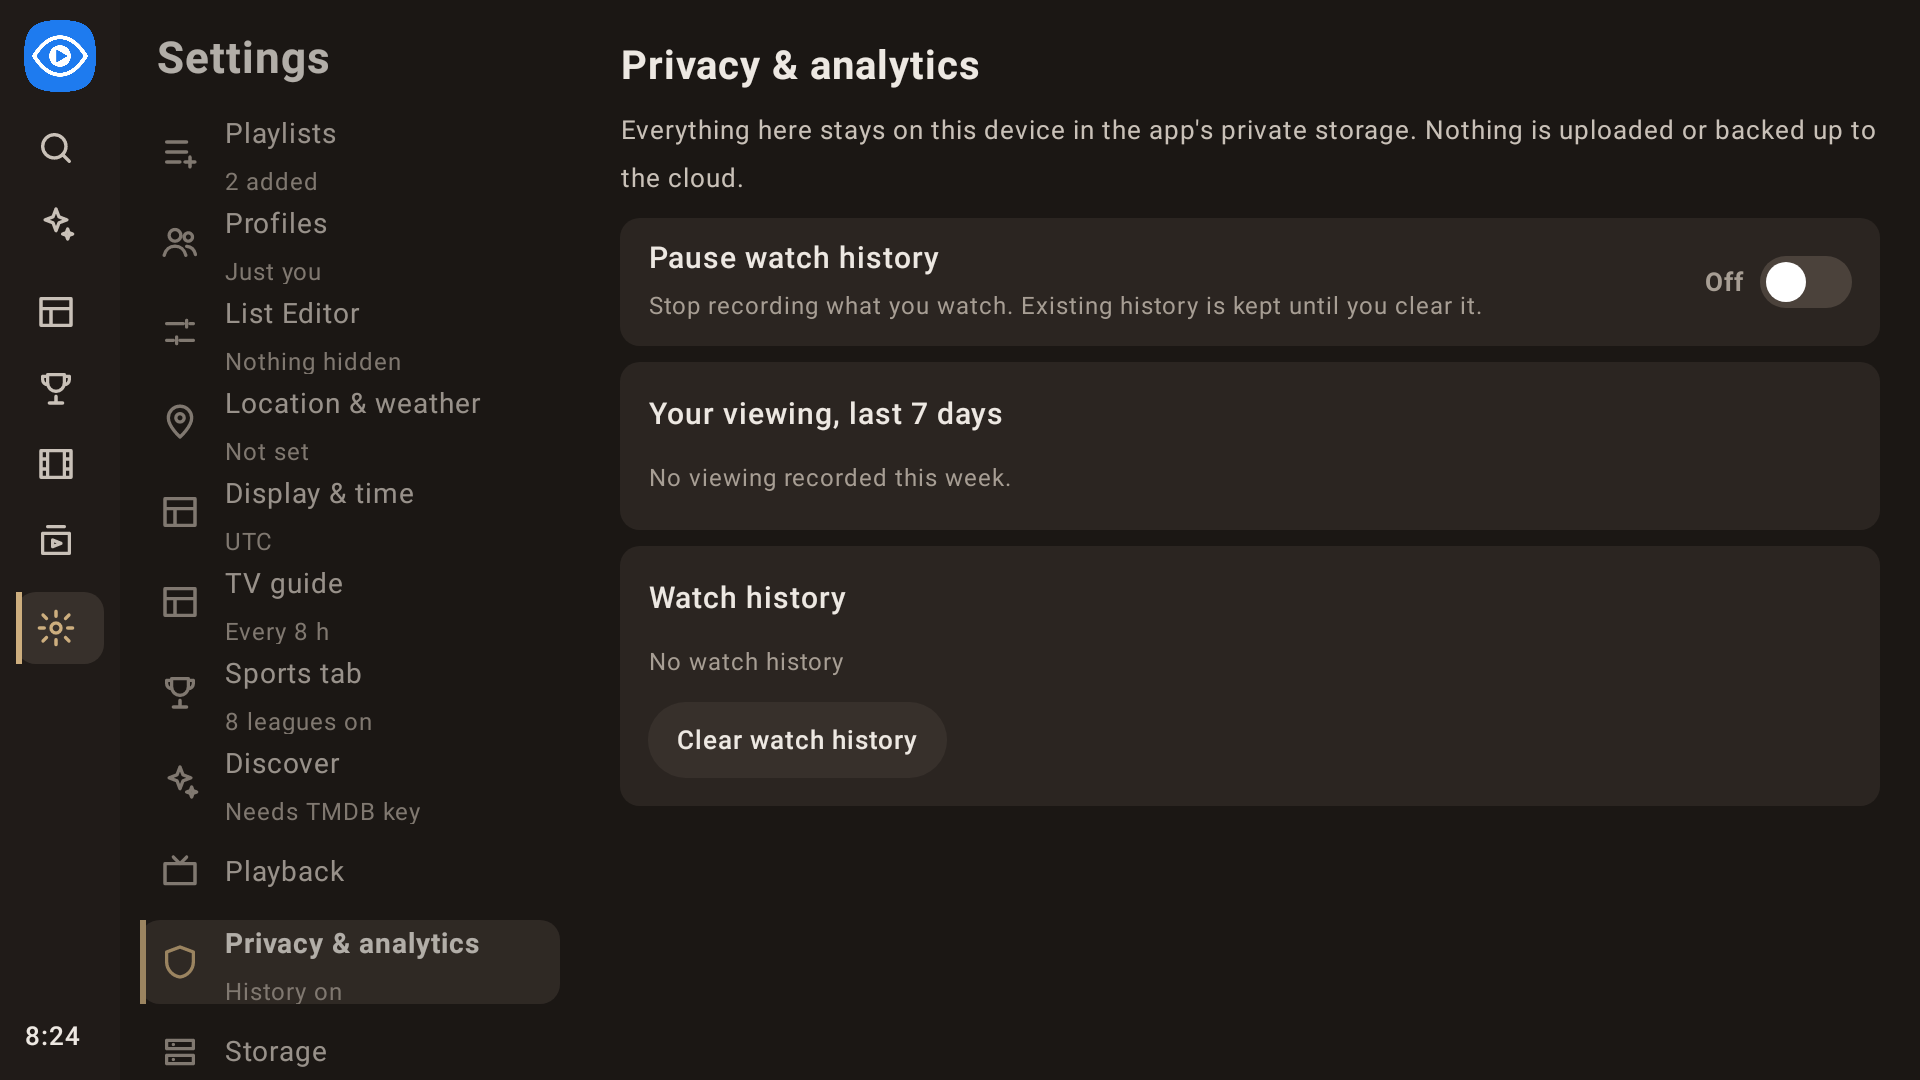 Settings
Playlists
2 added
Profiles
Just you
List Editor
Nothing hidden
Location & weather
Not set
Display & time
UTC
TV guide
Every 8 h
Sports tab
8 leagues on
Discover
Needs TMDB key
Playback
Privacy & analytics
History on
Storage
8:24
Privacy & analytics
Everything here stays on this device in the app's private storage. Nothing is uploaded or backed up to
the cloud.
Pause watch history
Stop recording what you watch. Existing history is kept until you clear it.
Off
Your viewing, last 7 days
No viewing recorded this week.
Watch history
No watch history
Clear watch history